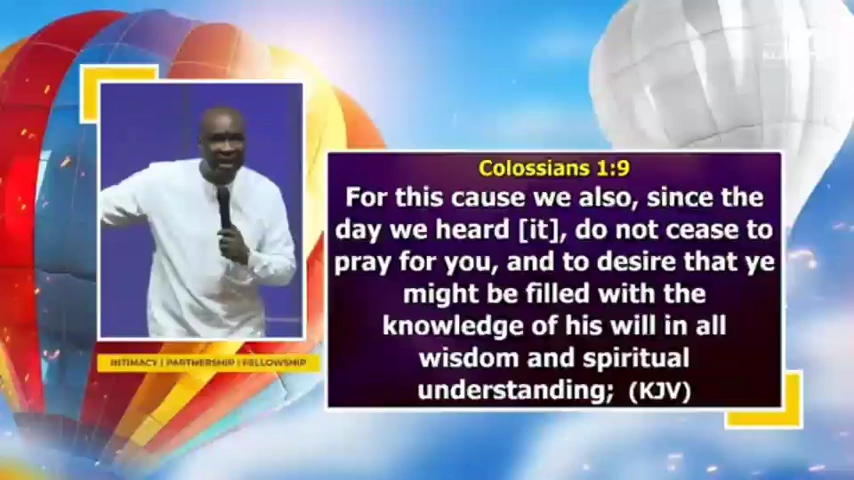 INTIMACY | PARTNERSHIP | FELLOWSHIP
Colossians 1:9
For this cause we also, since the
day we heard [it], do not cease to
pray for you, and to desire that ye
might be filled with the
knowledge of his will in all
wisdom and spiritual
understanding; (KJV)